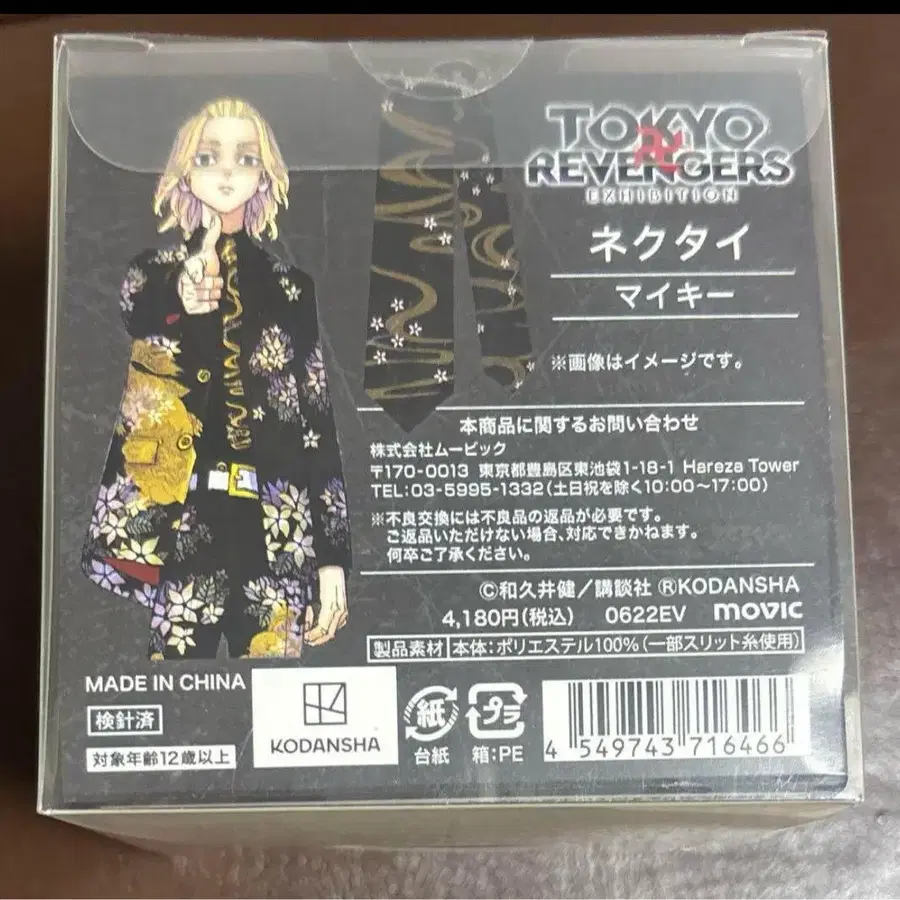 TOKYO
REVENGERS
EXHIBITION
ネクタイ
マイキー
※画像はイメージです。
本商品に関するお問い合わせ
株式会社ムービック
〒170-0013 東京都豊島区東池袋1-18-1 Hareza Tower
TEL:03-5995-1332(土日祝を除く10:00〜17:00)
※不良交換には不良品の返品が必要です。
ご返品いただけない場合、対応できかねます。
何卒ご了承ください。
©和久井健/講談社 ®KODANSHA
4,180円(税込) 0622EV movic
製品素材 本体:ポリエステル100%(一部スリット糸使用)
MADE IN CHINA
検針済
対象年齢12歳以上
KODANSHA
紙
台紙
プラ
箱:PE
4 549743 716466